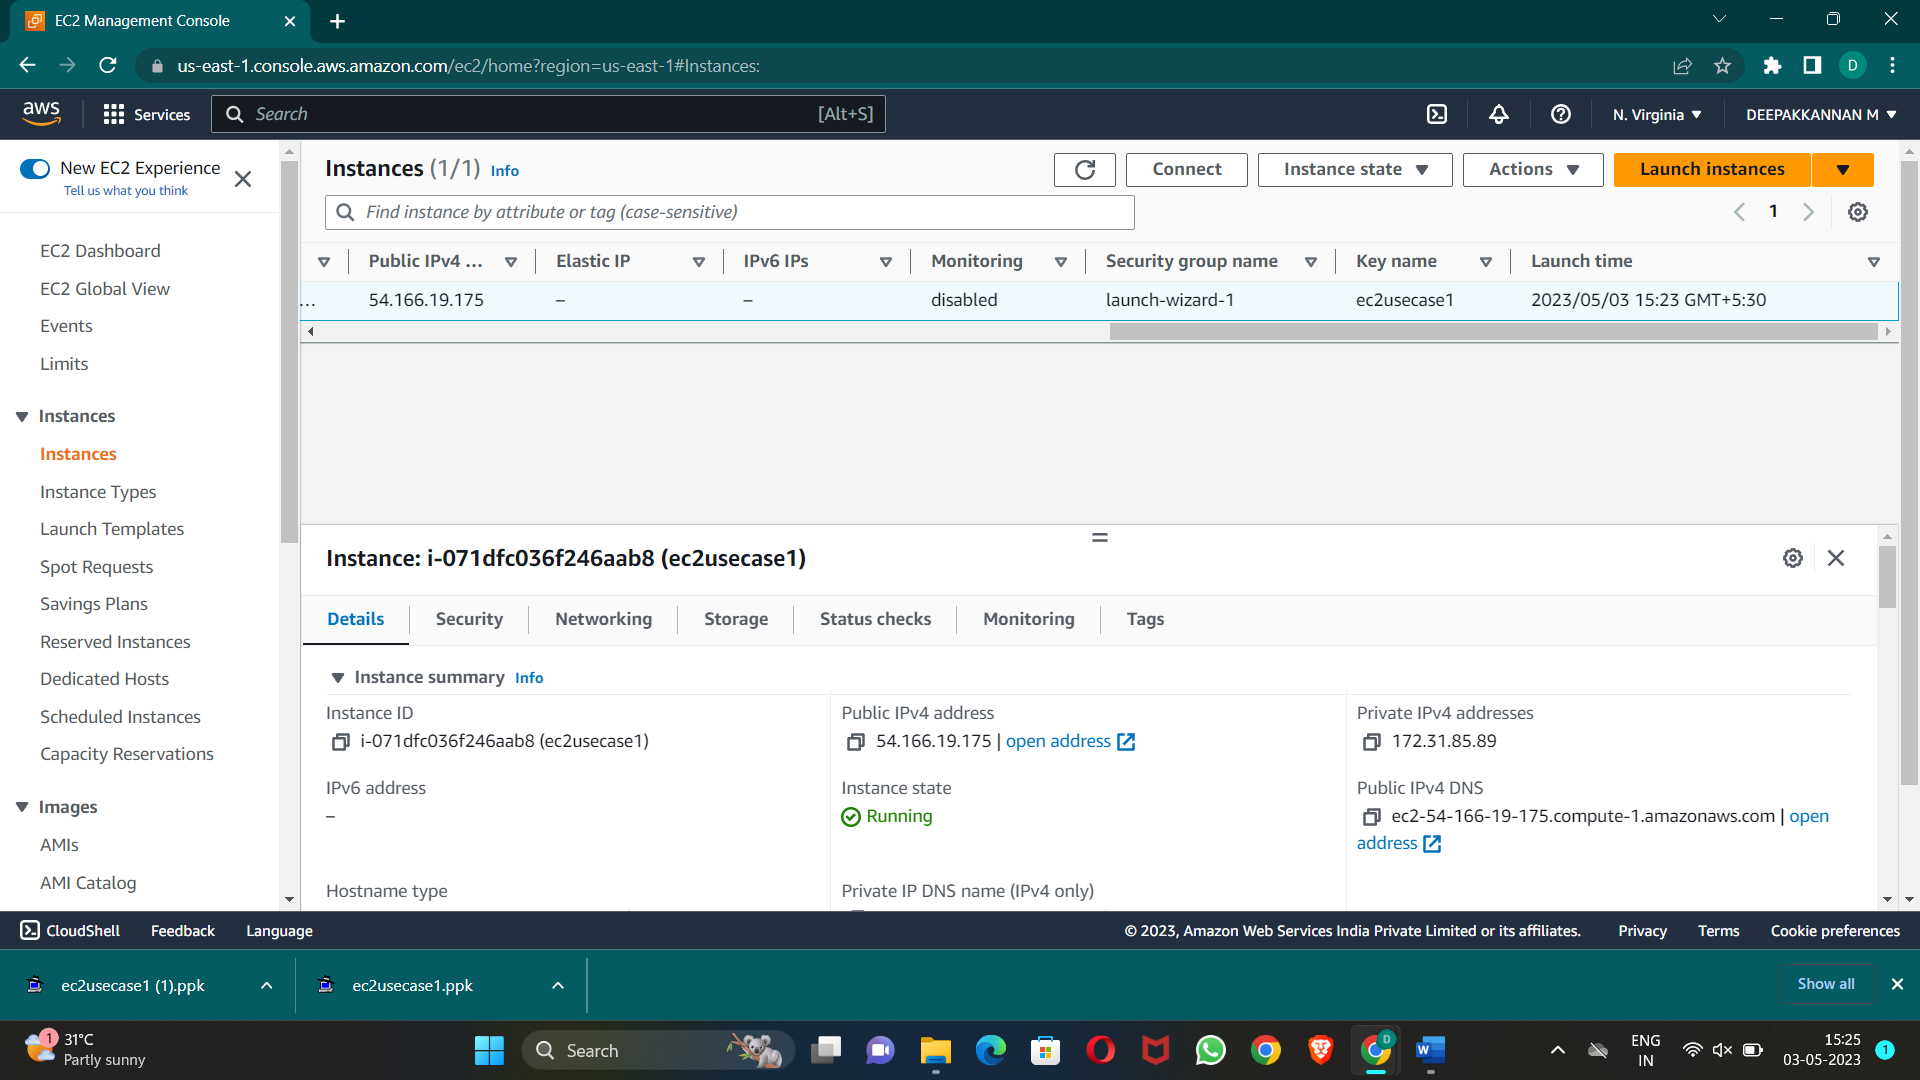 EC2 Management Console
us-east-1.console.aws.amazon.com/ec2/home?region=us-east-1#Instances:
D
aws
Services
Search
[Alt+S]
N. Virginia
DEEPAKKANNAN M
New EC2 Experience
Tell us what you think
EC2 Dashboard
EC2 Global View
Events
Limits
Instances
Instances
Instance Types
Launch Templates
Spot Requests
Savings Plans
Reserved Instances
Dedicated Hosts
Scheduled Instances
Capacity Reservations
Images
AMIs
AMI Catalog
Instances (1/1) Info
Connect
Instance state
Actions
Launch instances
Find instance by attribute or tag (case-sensitive)
1
Public IPv4 ... Elastic IP IPv6 IPs Monitoring Security group name Key name Launch time
... 54.166.19.175 – – disabled launch-wizard-1 ec2usecase1 2023/05/03 15:23 GMT+5:30
Instance: i-071dfc036f246aab8 (ec2usecase1)
Details Security Networking Storage Status checks Monitoring Tags
Instance summary Info
Instance ID
i-071dfc036f246aab8 (ec2usecase1)
Public IPv4 address
54.166.19.175 | open address
Private IPv4 addresses
172.31.85.89
IPv6 address
–
Instance state
Running
Public IPv4 DNS
ec2-54-166-19-175.compute-1.amazonaws.com | open
address
Hostname type
Private IP DNS name (IPv4 only)
CloudShell Feedback Language
© 2023, Amazon Web Services India Private Limited or its affiliates. Privacy Terms Cookie preferences
ec2usecase1 (1).ppk
ec2usecase1.ppk
Show all
1
31°C
Partly sunny
Search
D
W
ENG
IN
15:25
03-05-2023
1